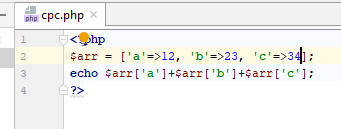 cpc.php
1 <?php
2 $arr = ['a'=>12, 'b'=>23, 'c'=>34];
3 echo $arr['a']+$arr['b']+$arr['c'];
4 ?>